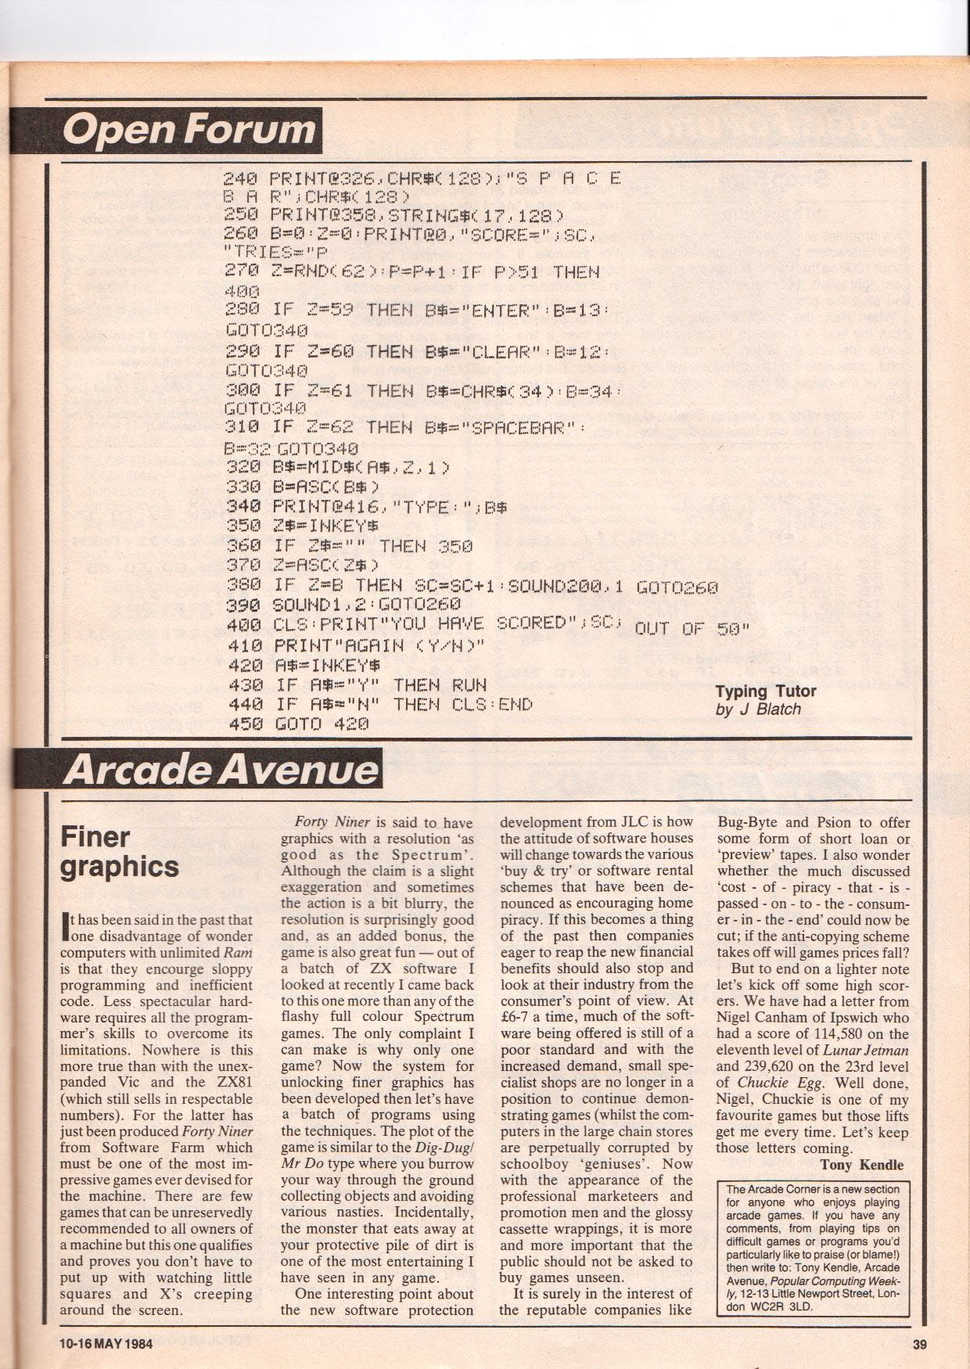 Open Forum
240 PRINT@326,CHR$(128);"S P A C E
B A R";CHR$(128)
250 PRINT@358,STRING$(17,128)
260 B=0:Z=0:PRINT@0,"SCORE=";SC,
"TRIES="P
270 Z=RND(62):P=P+1:IF P>51 THEN
400
280 IF Z=59 THEN B$="ENTER":B=13:
GOTO340
290 IF Z=60 THEN B$="CLEAR":B=12:
GOTO340
300 IF Z=61 THEN B$=CHR$(34):B=34:
GOTO340
310 IF Z=62 THEN B$="SPACEBAR":
B=32 GOTO340
320 B$=MID$(A$,Z,1)
330 B=ASC(B$)
340 PRINT@416,"TYPE:";B$
350 Z$=INKEY$
360 IF Z$="" THEN 350
370 Z=ASC(Z$)
380 IF Z=B THEN SC=SC+1:SOUND200,1 GOTO260
390 SOUND1,2:GOTO260
400 CLS:PRINT"YOU HAVE SCORED";SC; OUT OF 50"
410 PRINT"AGAIN (Y/N)"
420 A$=INKEY$
430 IF A$="Y" THEN RUN
440 IF A$="N" THEN CLS:END
450 GOTO 420
Typing Tutor
by J Blatch
Arcade Avenue
Finer
graphics
It has been said in the past that
one disadvantage of wonder
computers with unlimited Ram
is that they encourge sloppy
programming and inefficient
code. Less spectacular hard-
ware requires all the program-
mer's skills to overcome its
limitations. Nowhere is this
more true than with the unex-
panded Vic and the ZX81
(which still sells in respectable
numbers). For the latter has
just been produced Forty Niner
from Software Farm which
must be one of the most im-
pressive games ever devised for
the machine. There are few
games that can be unreservedly
recommended to all owners of
a machine but this one qualifies
and proves you don't have to
put up with watching little
squares and X's creeping
around the screen.
Forty Niner is said to have
graphics with a resolution 'as
good as the Spectrum'.
Although the claim is a slight
exaggeration and sometimes
the action is a bit blurry, the
resolution is surprisingly good
and, as an added bonus, the
game is also great fun — out of
a batch of ZX software I
looked at recently I came back
to this one more than any of the
flashy full colour Spectrum
games. The only complaint I
can make is why only one
game? Now the system for
unlocking finer graphics has
been developed then let's have
a batch of programs using
the techniques. The plot of the
game is similar to the Dig-Dug/
Mr Do type where you burrow
your way through the ground
collecting objects and avoiding
various nasties. Incidentally,
the monster that eats away at
your protective pile of dirt is
one of the most entertaining I
have seen in any game.
One interesting point about
the new software protection
development from JLC is how
the attitude of software houses
will change towards the various
'buy & try' or software rental
schemes that have been de-
nounced as encouraging home
piracy. If this becomes a thing
of the past then companies
eager to reap the new financial
benefits should also stop and
look at their industry from the
consumer's point of view. At
£6-7 a time, much of the soft-
ware being offered is still of a
poor standard and with the
increased demand, small spe-
cialist shops are no longer in a
position to continue demon-
strating games (whilst the com-
puters in the large chain stores
are perpetually corrupted by
schoolboy 'geniuses'. Now
with the appearance of the
professional marketeers and
promotion men and the glossy
cassette wrappings, it is more
and more important that the
public should not be asked to
buy games unseen.
It is surely in the interest of
the reputable companies like
Bug-Byte and Psion to offer
some form of short loan or
'preview' tapes. I also wonder
whether the much discussed
'cost - of - piracy - that - is -
passed - on - to - the - consum-
er - in - the - end' could now be
cut; if the anti-copying scheme
takes off will games prices fall?
But to end on a lighter note
let's kick off some high scor-
ers. We have had a letter from
Nigel Canham of Ipswich who
had a score of 114,580 on the
eleventh level of Lunar Jetman
and 239,620 on the 23rd level
of Chuckie Egg. Well done,
Nigel, Chuckie is one of my
favourite games but those lifts
get me every time. Let's keep
those letters coming.
Tony Kendle
The Arcade Corner is a new section
for anyone who enjoys playing
arcade games. If you have any
comments, from playing tips on
difficult games or programs you'd
particularly like to praise (or blame!)
then write to: Tony Kendle, Arcade
Avenue, Popular Computing Week-
ly, 12-13 Little Newport Street, Lon-
don WC2R 3LD.
10-16 MAY 1984
39